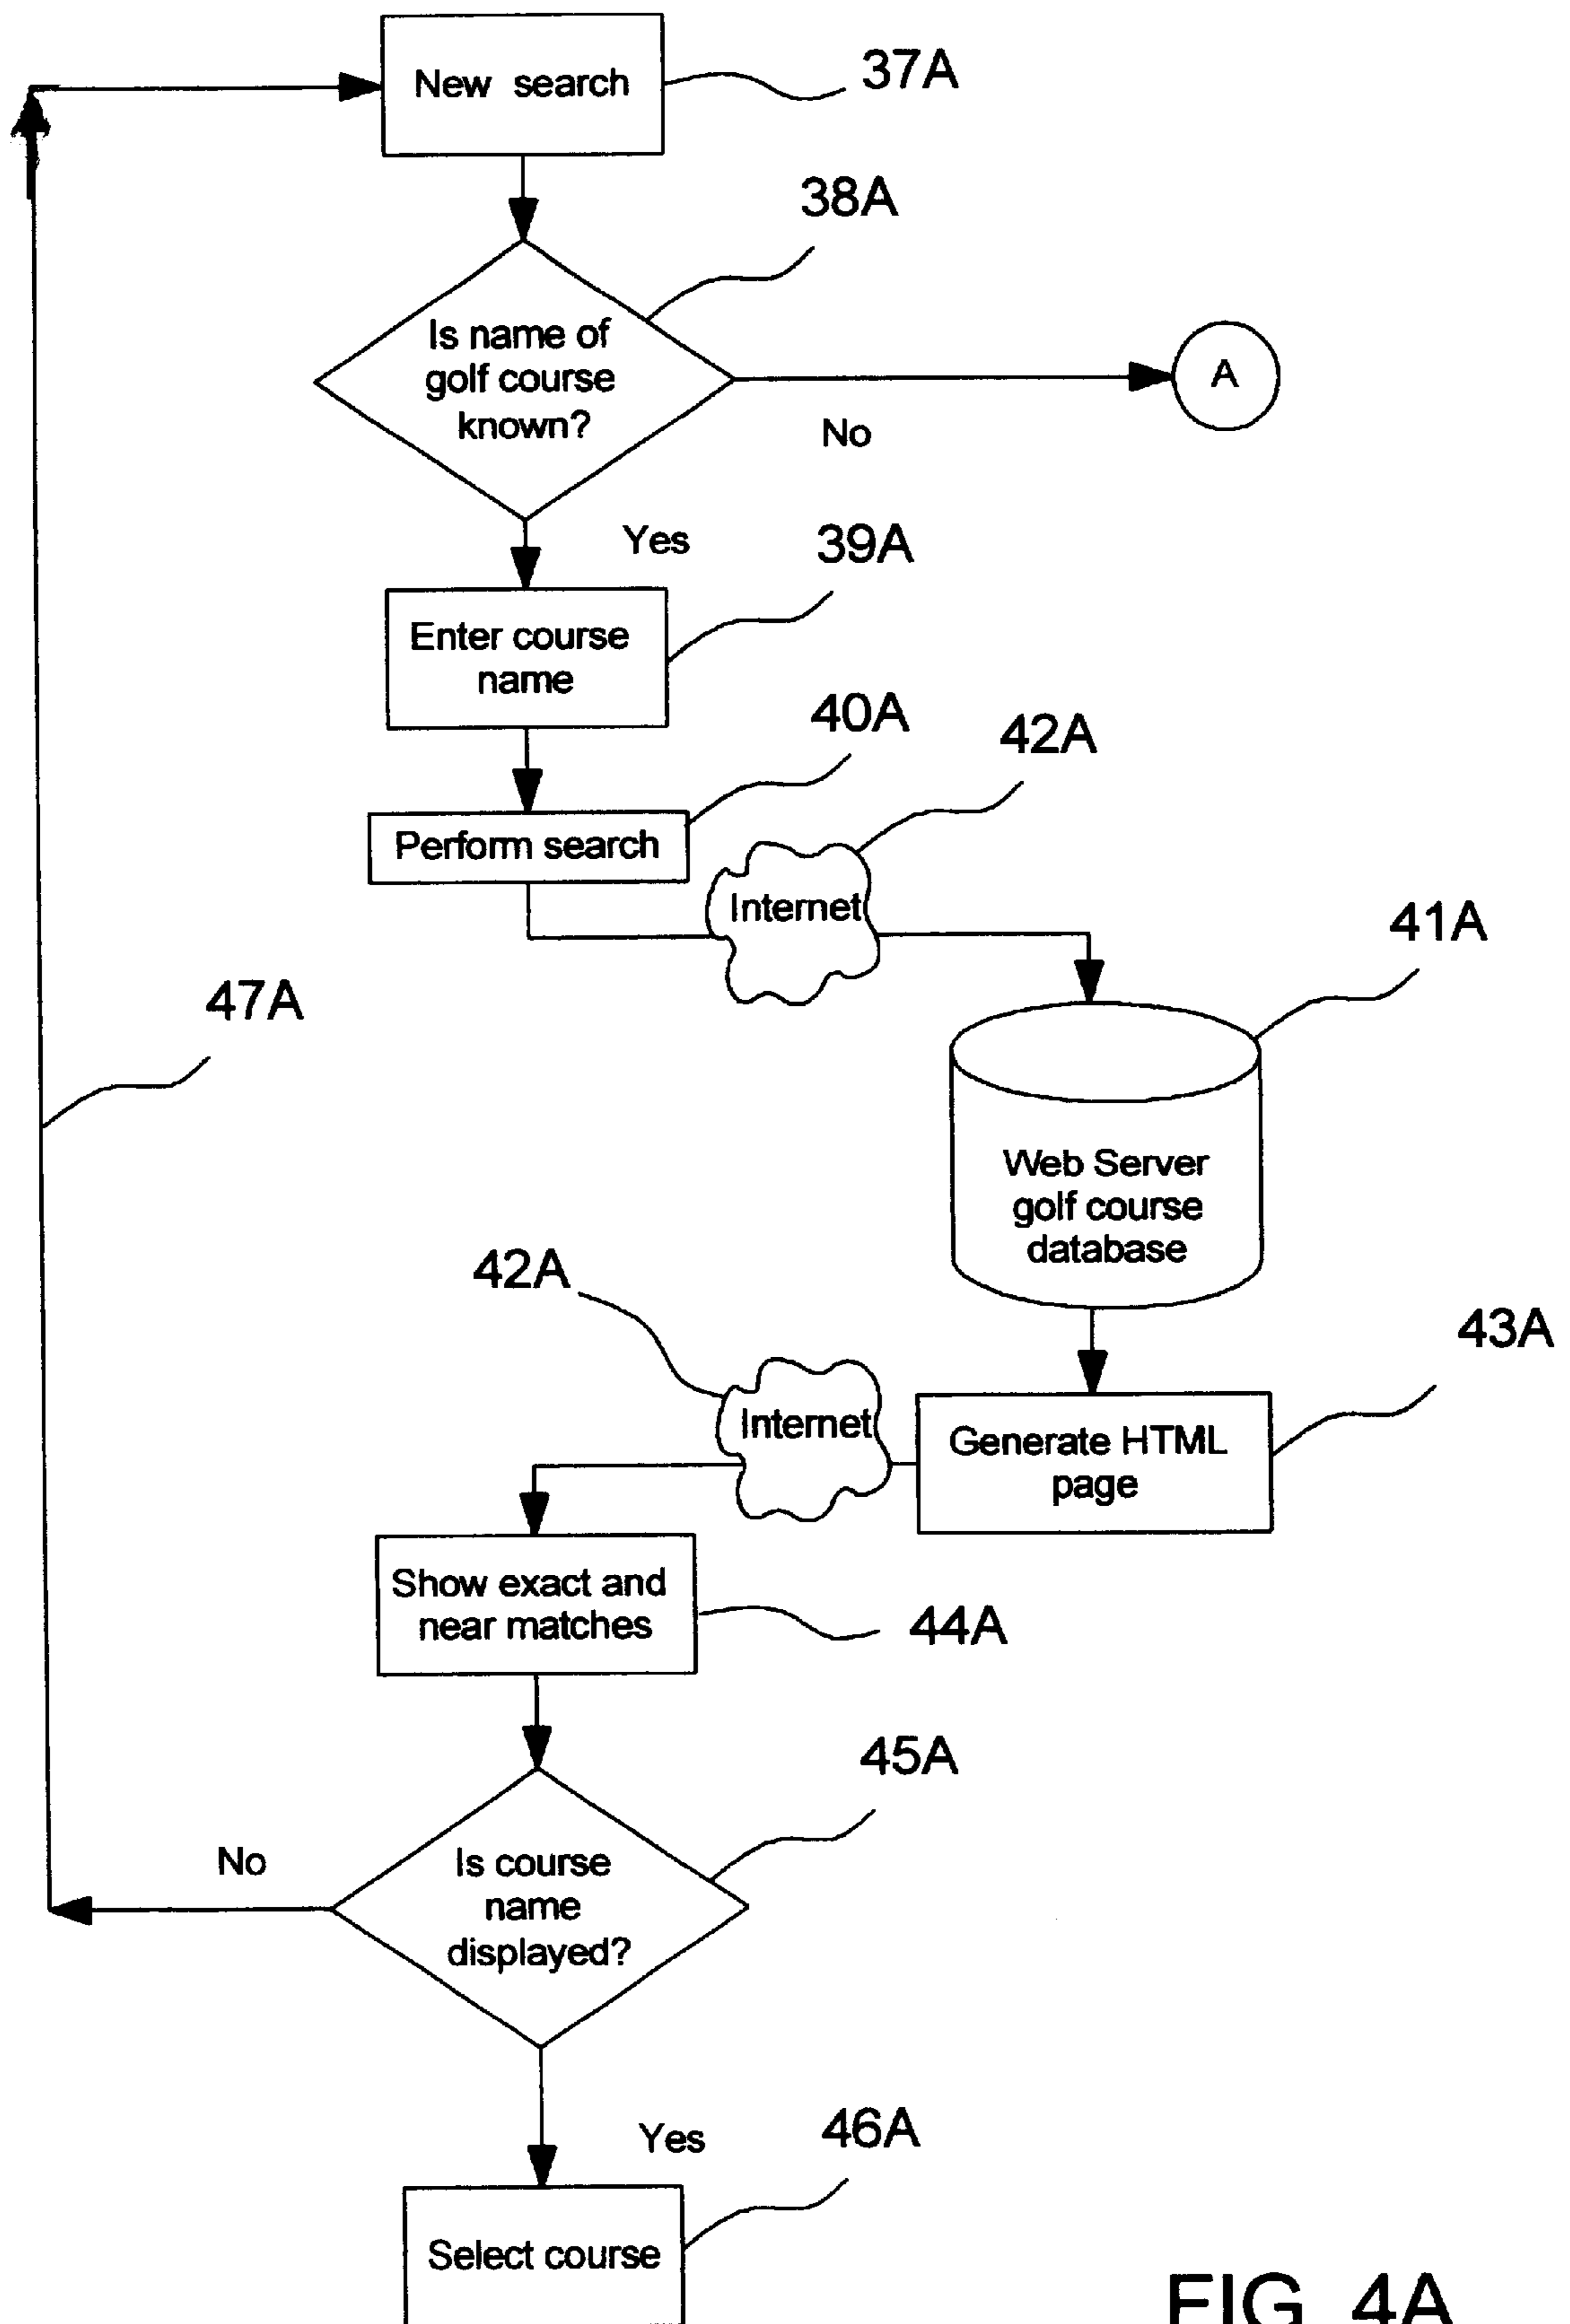 New search
37A
38A
Is name of
golf course
known?
A
No
Yes
39A
Enter course
name
40A
42A
Perform search
Internet
41A
47A
Web Server
golf course
database
42A
43A
Internet
Generate HTML
page
Show exact and
near matches
44A
45A
No
Is course
name
displayed?
Yes
46A
Select course
FIG. 4A